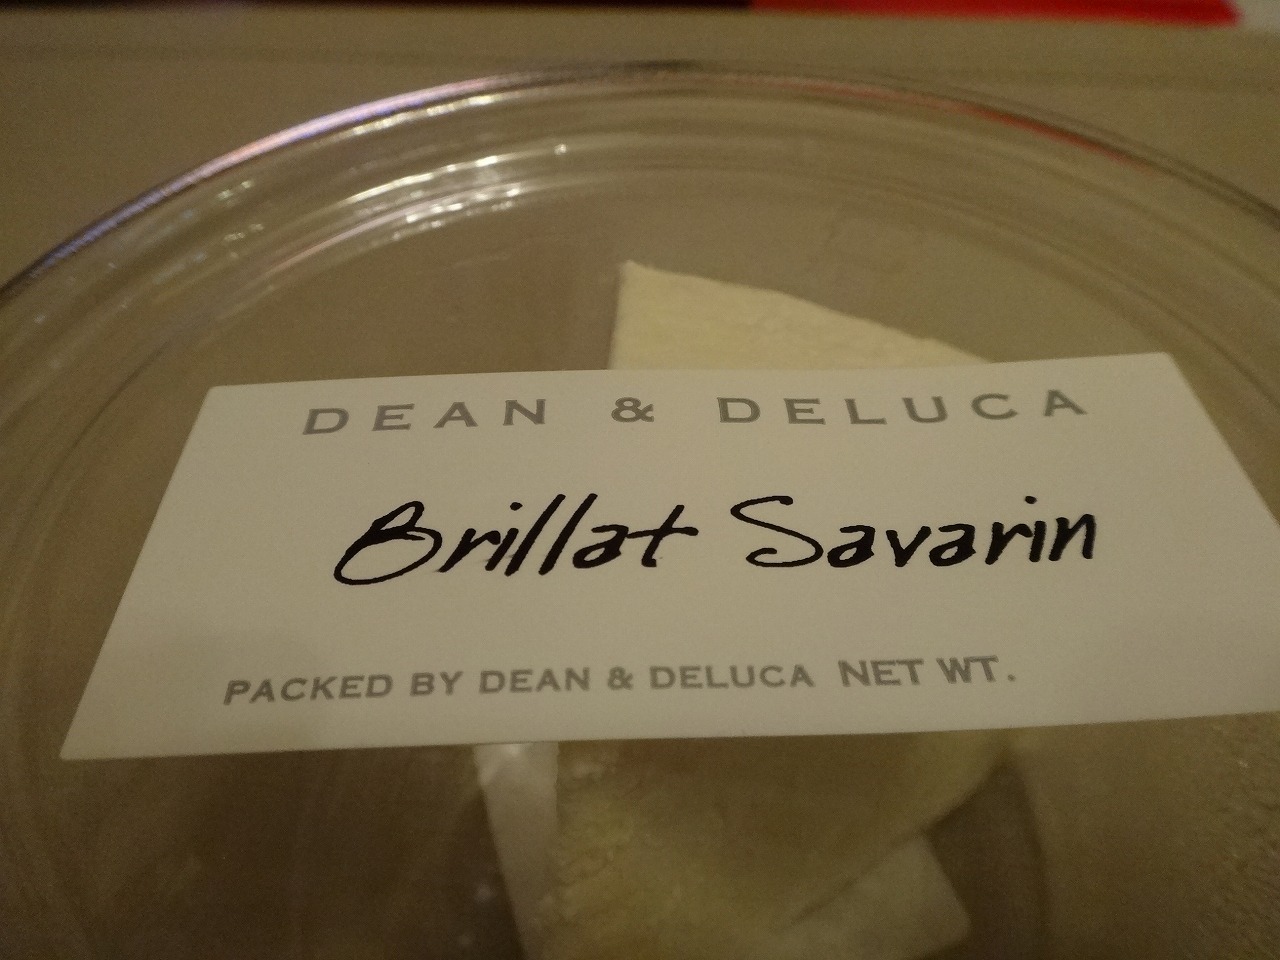 DEAN & DELUCA
Brillat Savarin
PACKED BY DEAN & DELUCA NET WT.